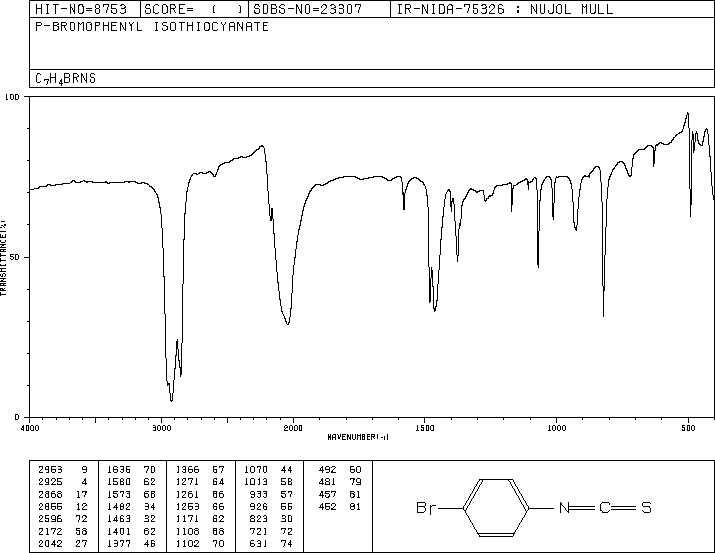 HIT-NO=8753 SCORE= ( ) SDBS-NO=23307 IR-NIDA-75326 : NUJOL MULL
P-BROMOPHENYL ISOTHIOCYANATE
C7H4BRNS
100
50
0
TRANSMITTANCE(%)
4000 3000 2000 1500 1000 500
WAVENUMBER(-1)
2953 9 1636 70 1366 67 1070 44 492 60
2925 4 1580 62 1271 64 1013 58 481 79
2868 17 1573 68 1261 86 933 57 457 81
2855 12 1482 34 1253 66 926 55 452 81
2596 72 1463 32 1171 62 823 30
2172 58 1401 62 1108 88 721 72
2042 27 1377 46 1102 70 631 74
Br N C S